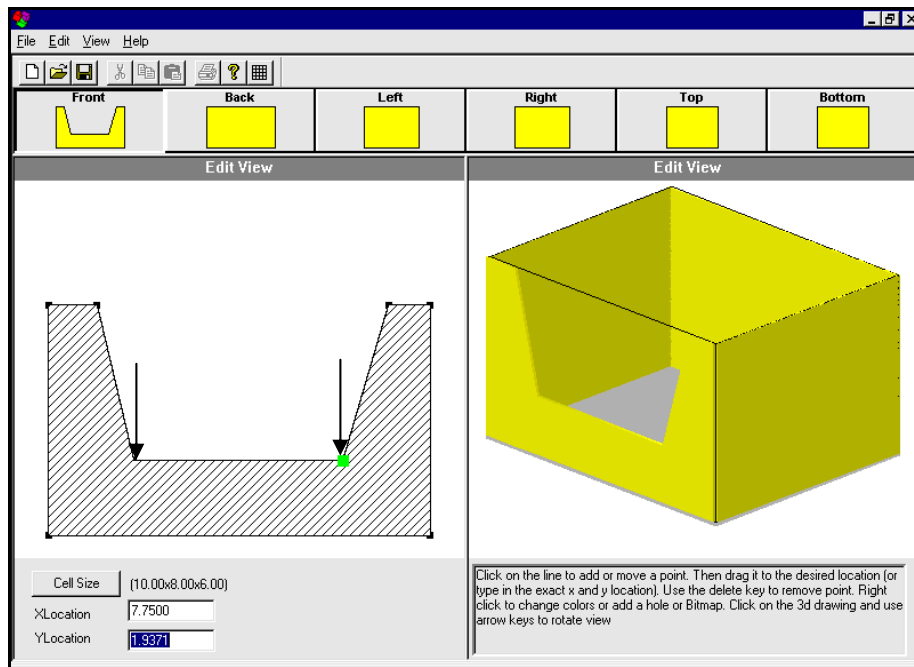 File Edit View Help
Front Back Left Right Top Bottom
Edit View
Edit View
Cell Size (10.00x8.00x6.00)
XLocation 7.7500
YLocation 1.9371
Click on the line to add or move a point. Then drag it to the desired location (or
type in the exact x and y location). Use the delete key to remove point. Right
click to change colors or add a hole or Bitmap. Click on the 3d drawing and use
arrow keys to rotate view